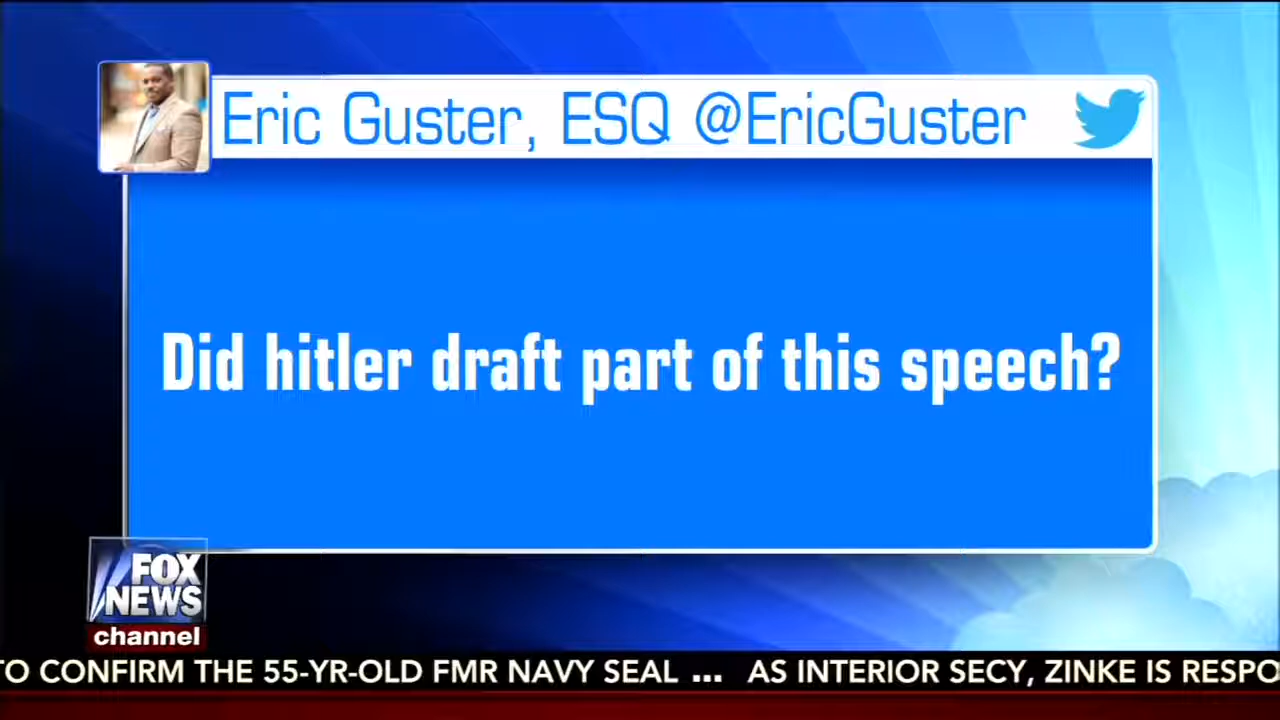 Eric Guster, ESQ @EricGuster
Did hitler draft part of this speech?
FOX
NEWS
channel
TO CONFIRM THE 55-YR-OLD FMR NAVY SEAL ... AS INTERIOR SECY, ZINKE IS RESPO